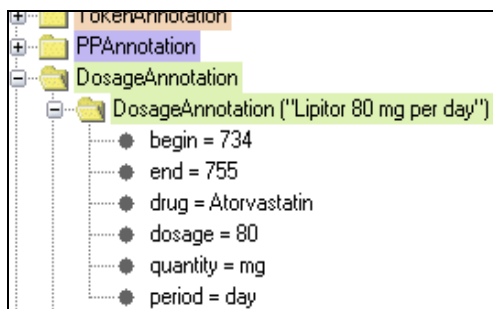 TokenAnnotation
PPAnnotation
DosageAnnotation
DosageAnnotation ("Lipitor 80 mg per day")
begin = 734
end = 755
drug = Atorvastatin
dosage = 80
quantity = mg
period = day